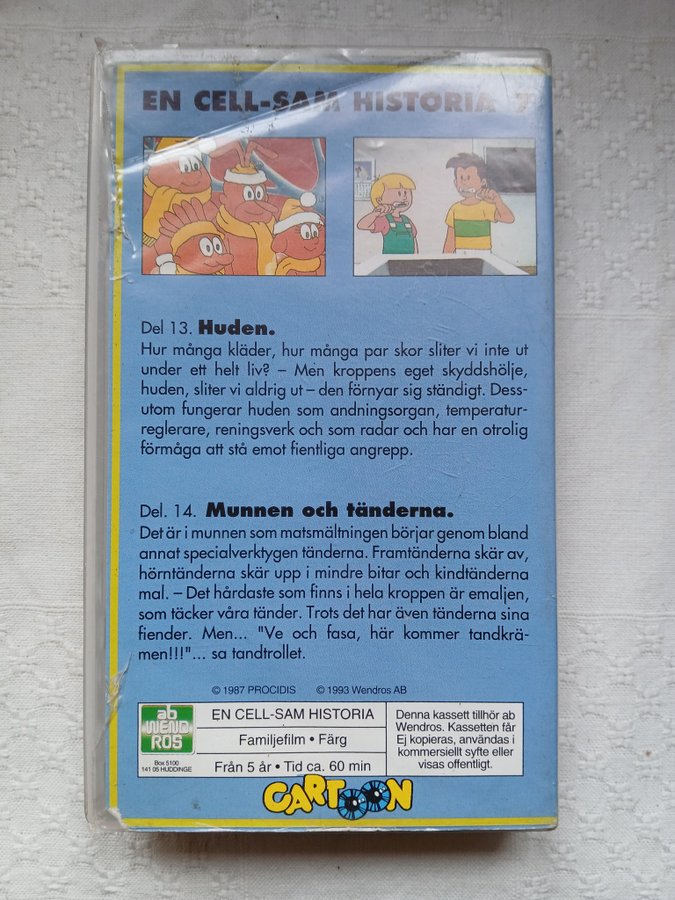 EN CELL-SAM HISTORIA 7
Del 13. Huden.
Hur många kläder, hur många par skor sliter vi inte ut
under ett helt liv? – Men kroppens eget skyddshölje,
huden, sliter vi aldrig ut – den förnyar sig ständigt. Dess-
utom fungerar huden som andningsorgan, temperatur-
reglerare, reningsverk och som radar och har en otrolig
förmåga att stå emot fientliga angrepp.
Del. 14. Munnen och tänderna.
Det är i munnen som matsmältningen börjar genom bland
annat specialverktygen tänderna. Framtänderna skär av,
hörntänderna skär upp i mindre bitar och kindtänderna
mal. – Det hårdaste som finns i hela kroppen är emaljen,
som täcker våra tänder. Trots det har även tänderna sina
fiender. Men... "Ve och fasa, här kommer tandkrä-
men!!!"... sa tandtrollet.
© 1987 PROCIDIS © 1993 Wendros AB
ab
WEND
ROS
Box 5100
141 05 HUDDINGE
EN CELL-SAM HISTORIA
Familjefilm • Färg
Från 5 år • Tid ca. 60 min
Denna kassett tillhör ab
Wendros. Kassetten får
Ej kopieras, användas i
kommersiellt syfte eller
visas offentligt.
CARTOON